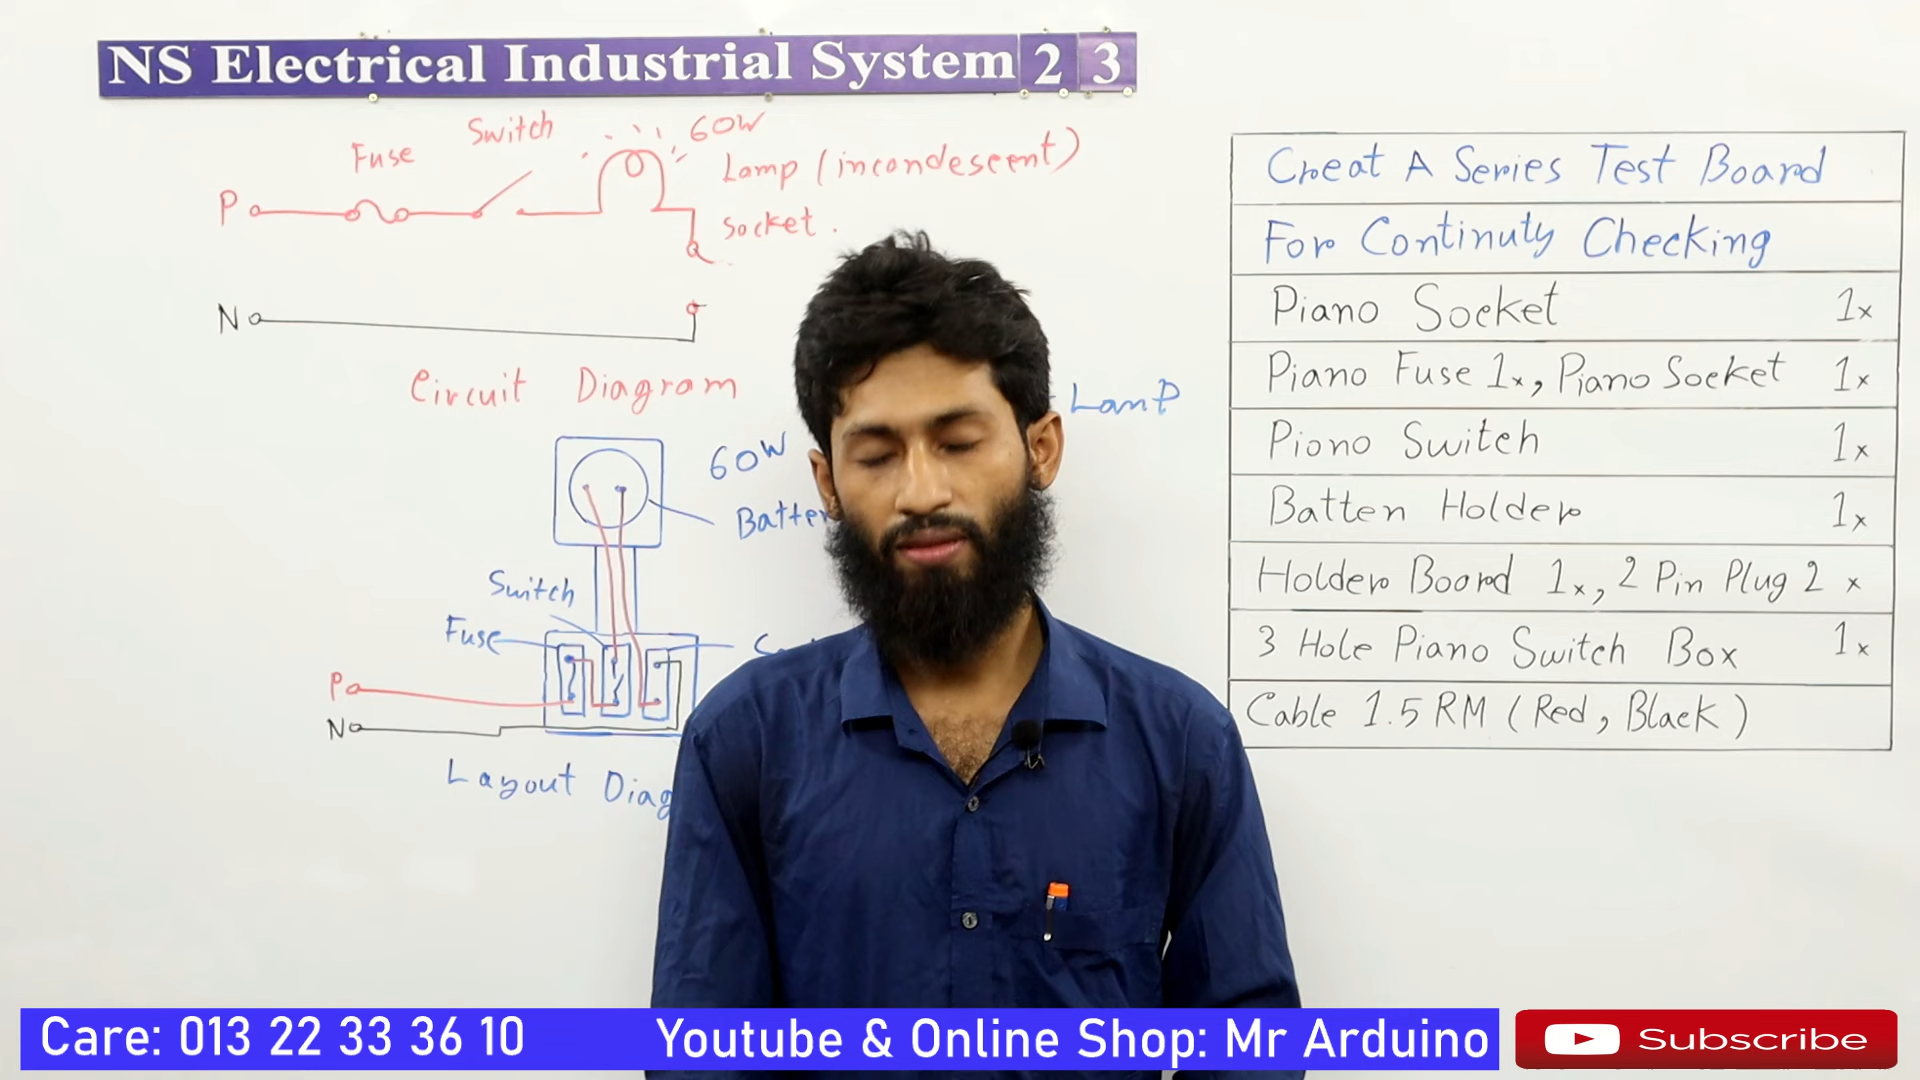 NS Electrical Industrial System 2 3
Fuse
Switch
60W
Lamp (incondescent)
Socket.
P
N
Circuit Diagram
60W
Lamp
Batten
Switch
Fuse
P
N
Layout Diag
Creat A Series Test Board
For Continuty Checking
Piano Socket 1x
Piano Fuse 1x, Piano Socket 1x
Piono Switch 1x
Batten Holder 1x
Holder Board 1x, 2 Pin Plug 2 x
3 Hole Piano Switch Box 1x
Cable 1.5 RM (Red, Black)
Care: 013 22 33 36 10
Youtube & Online Shop: Mr Arduino
Subscribe